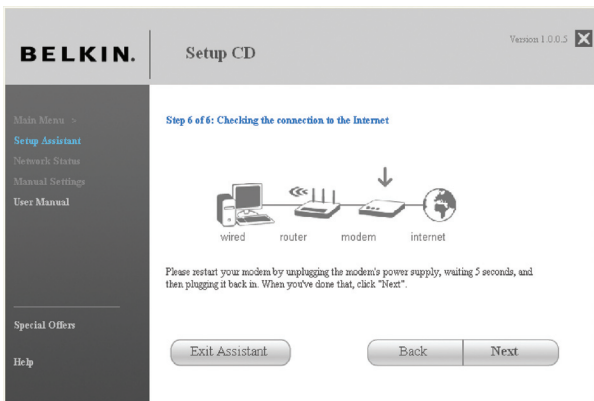 BELKIN.
Setup CD
Version 1.0.0.5
Main Menu >
Setup Assistant
Network Status
Manual Settings
User Manual
Special Offers
Help
Step 6 of 6: Checking the connection to the Internet
wired router modem internet
Please restart your modem by unplugging the modem's power supply, waiting 5 seconds, and
then plugging it back in. When you've done that, click "Next".
Exit Assistant
Back
Next